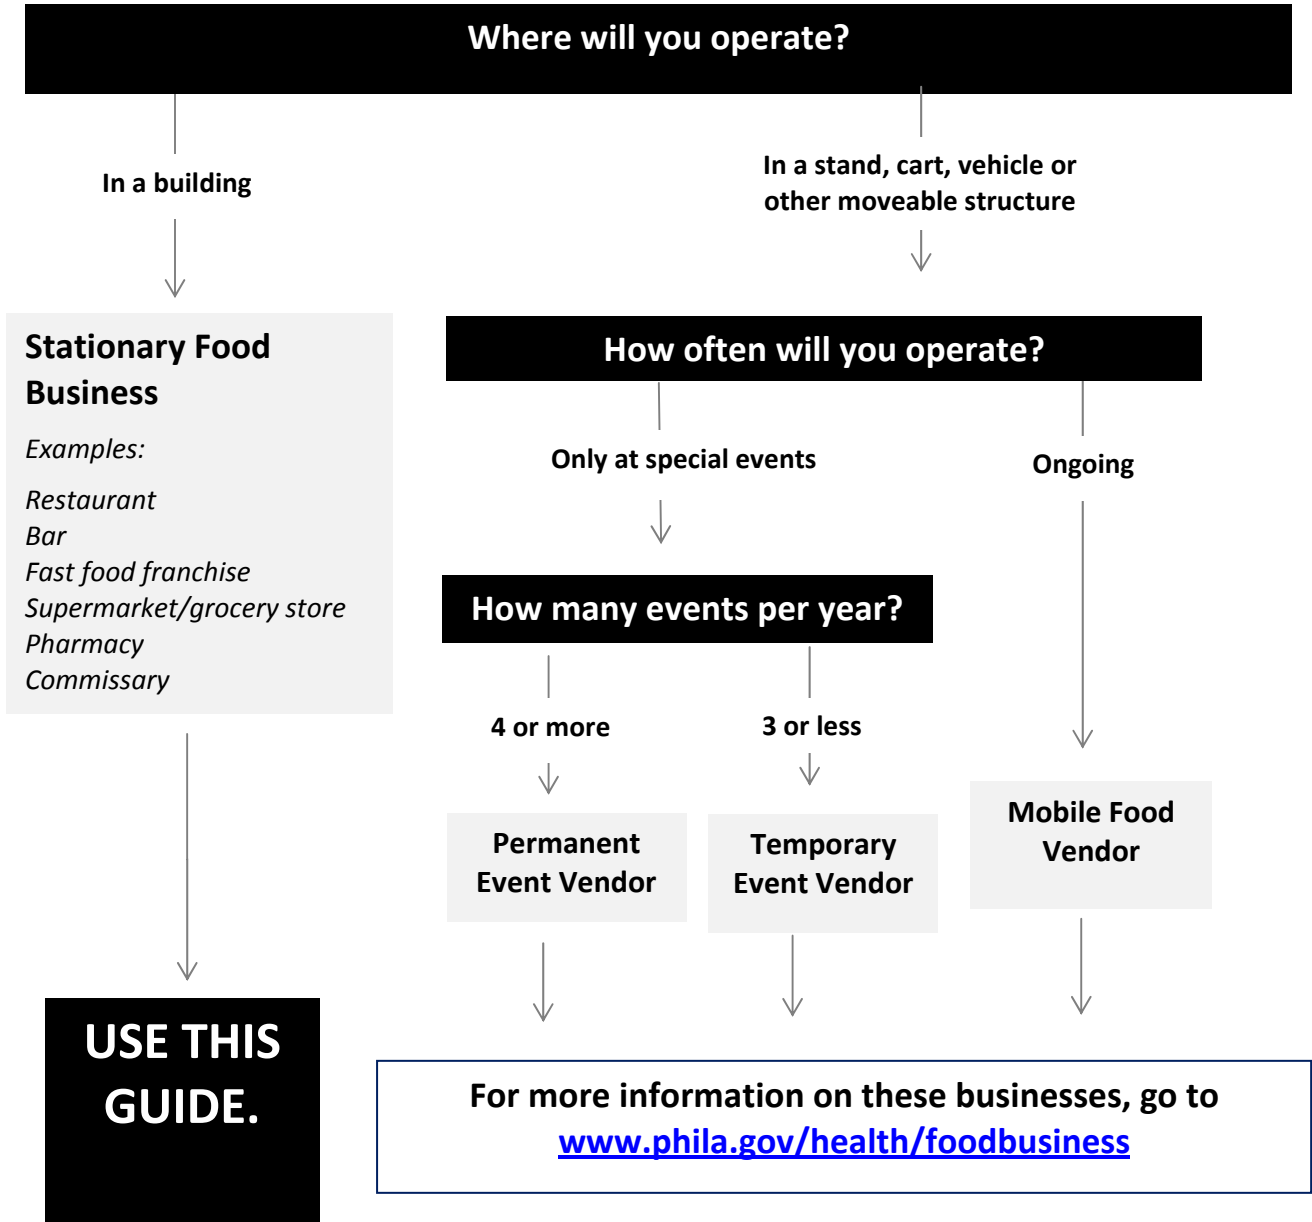 Where will you operate?
In a building
In a stand, cart, vehicle or
other moveable structure
Stationary Food
Business
Examples:
Restaurant
Bar
Fast food franchise
Supermarket/grocery store
Pharmacy
Commissary
How often will you operate?
Only at special events
Ongoing
How many events per year?
4 or more
3 or less
Permanent
Event Vendor
Temporary
Event Vendor
Mobile Food
Vendor
USE THIS
GUIDE.
For more information on these businesses, go to
www.phila.gov/health/foodbusiness